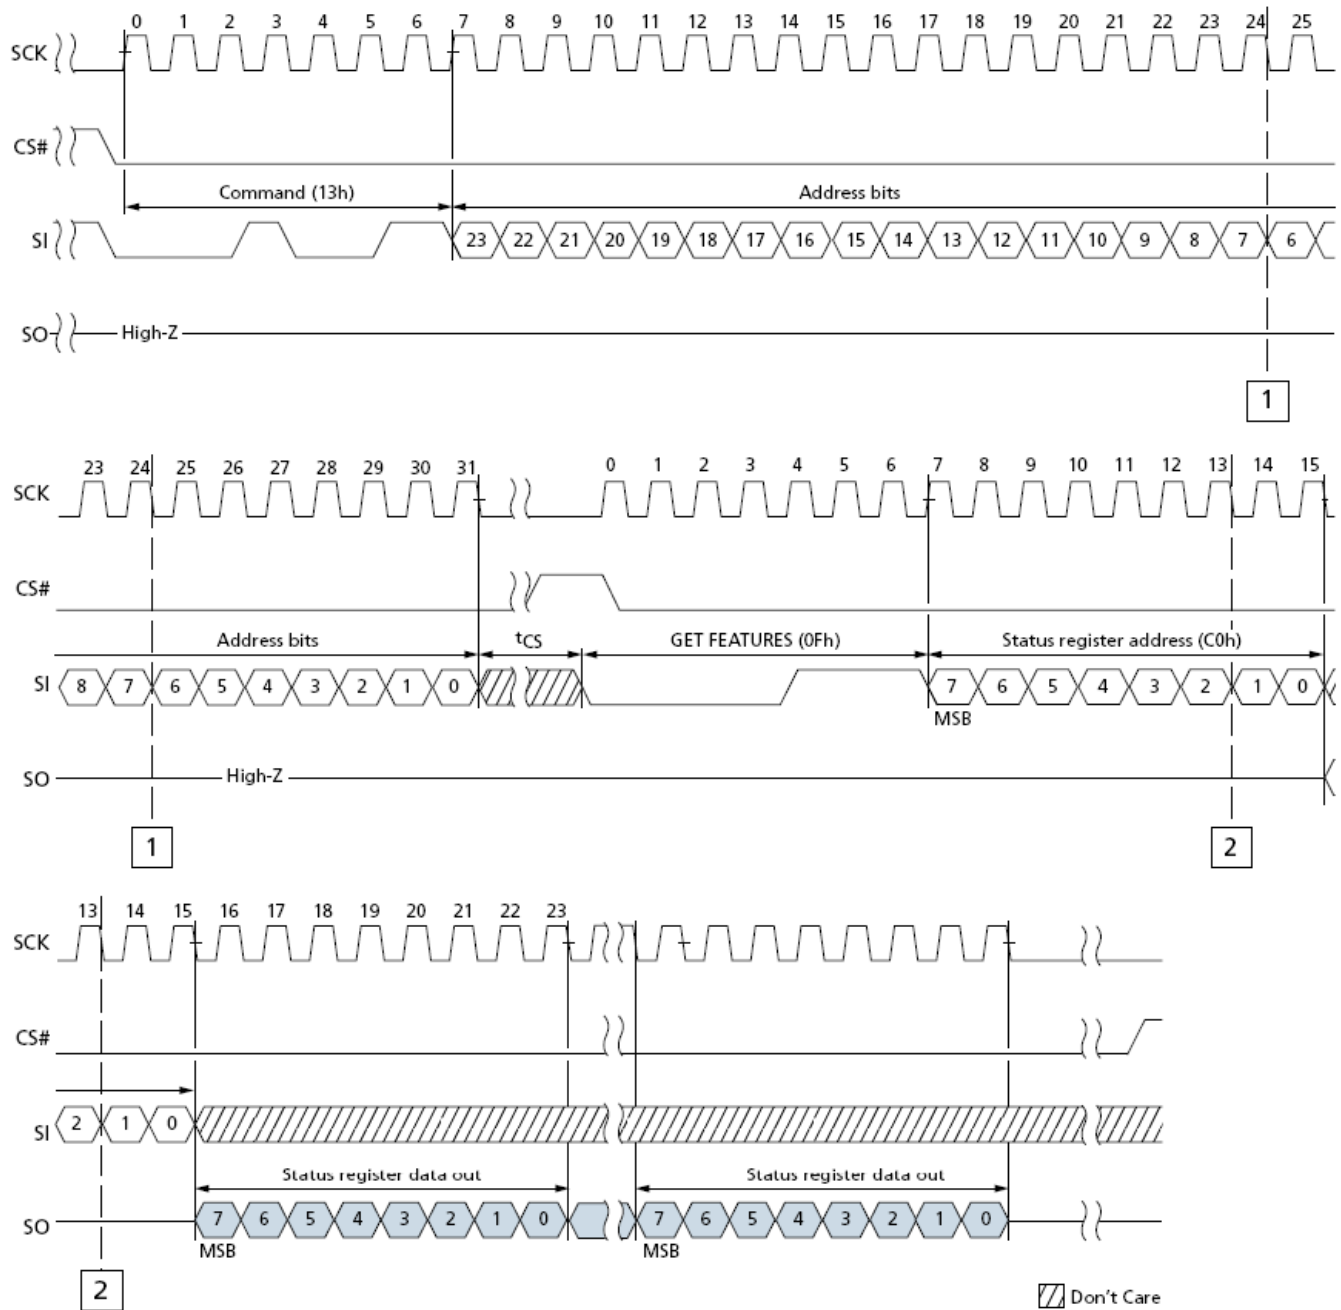 0 1 2 3 4 5 6 7 8 9 10 11 12 13 14 15 16 17 18 19 20 21 22 23 24 25
SCK
CS#
Command (13h) Address bits
SI 23 22 21 20 19 18 17 16 15 14 13 12 11 10 9 8 7 6
SO High-Z
1
23 24 25 26 27 28 29 30 31 0 1 2 3 4 5 6 7 8 9 10 11 12 13 14 15
SCK
CS#
Address bits tCS GET FEATURES (0Fh) Status register address (C0h)
SI 8 7 6 5 4 3 2 1 0 7 6 5 4 3 2 1 0
MSB
SO High-Z
1 2
13 14 15 16 17 18 19 20 21 22 23
SCK
CS#
SI 2 1 0
Status register data out Status register data out
SO 7 6 5 4 3 2 1 0 7 6 5 4 3 2 1 0
MSB MSB
2
Don't Care